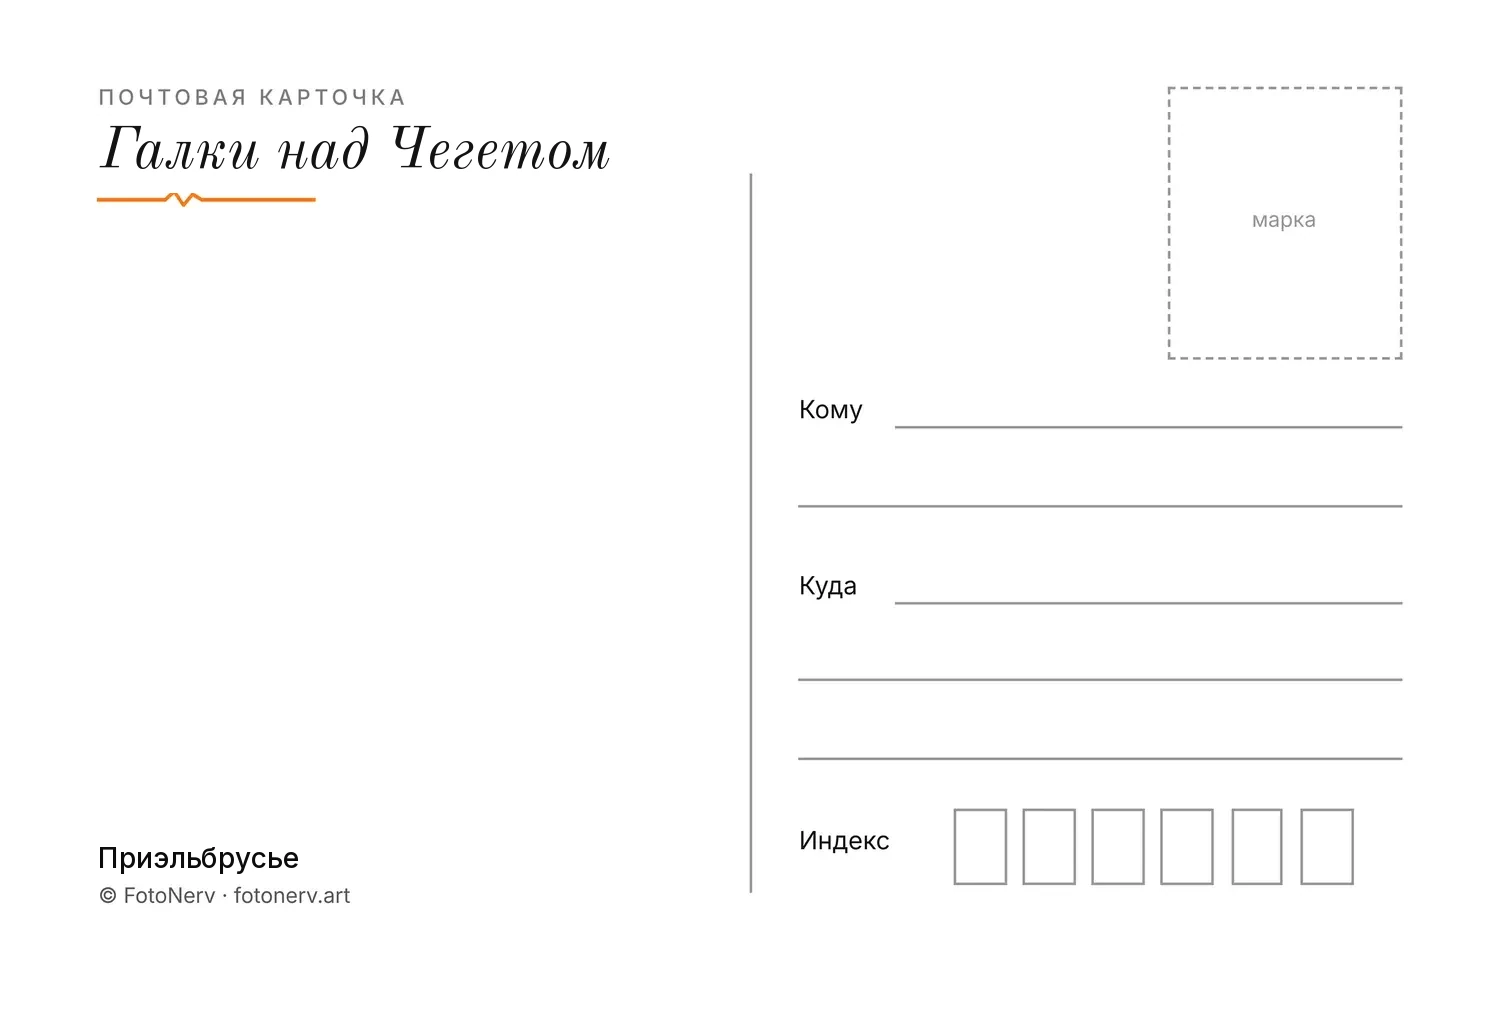 ПОЧТОВАЯ КАРТОЧКА
Галки над Чегетом
марка
Кому
Куда
Индекс
Приэльбрусье
© FotoNerv · fotonerv.art